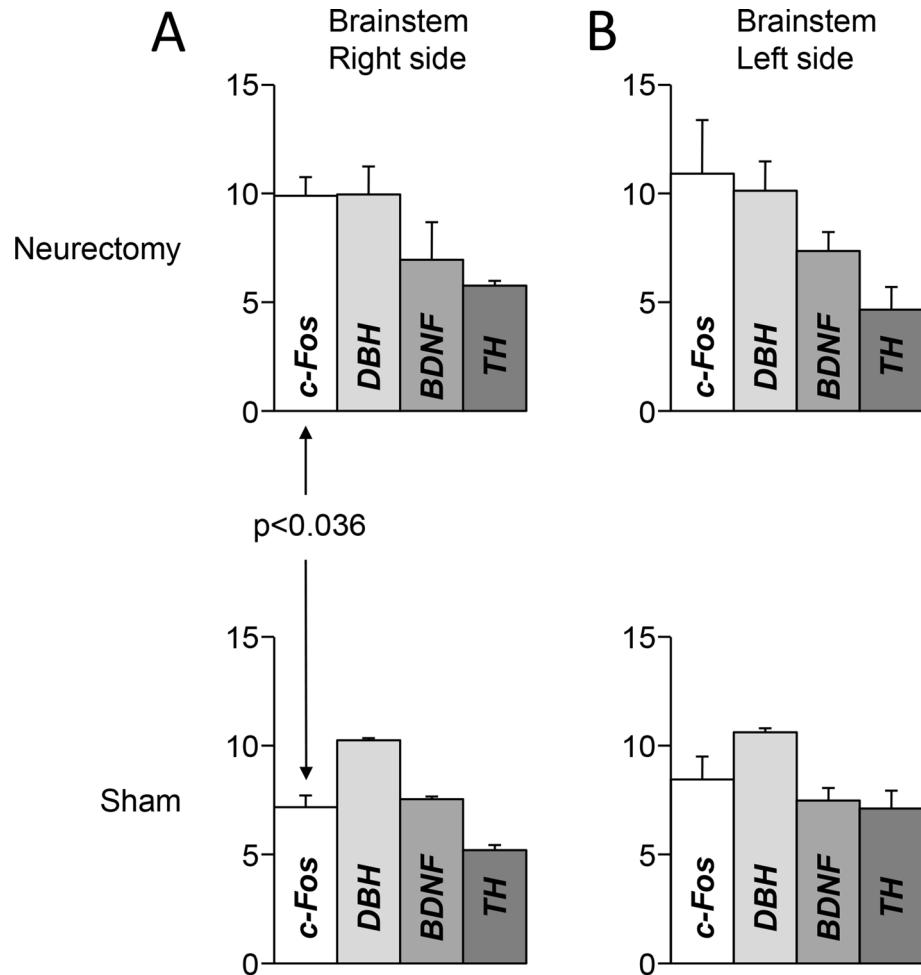 A
Brainstem
Right side
B
Brainstem
Left side
Neurectomy
15
10
5
0
c-Fos
DBH
BDNF
TH
15
10
5
0
c-Fos
DBH
BDNF
TH
p<0.036
Sham
15
10
5
0
c-Fos
DBH
BDNF
TH
15
10
5
0
c-Fos
DBH
BDNF
TH